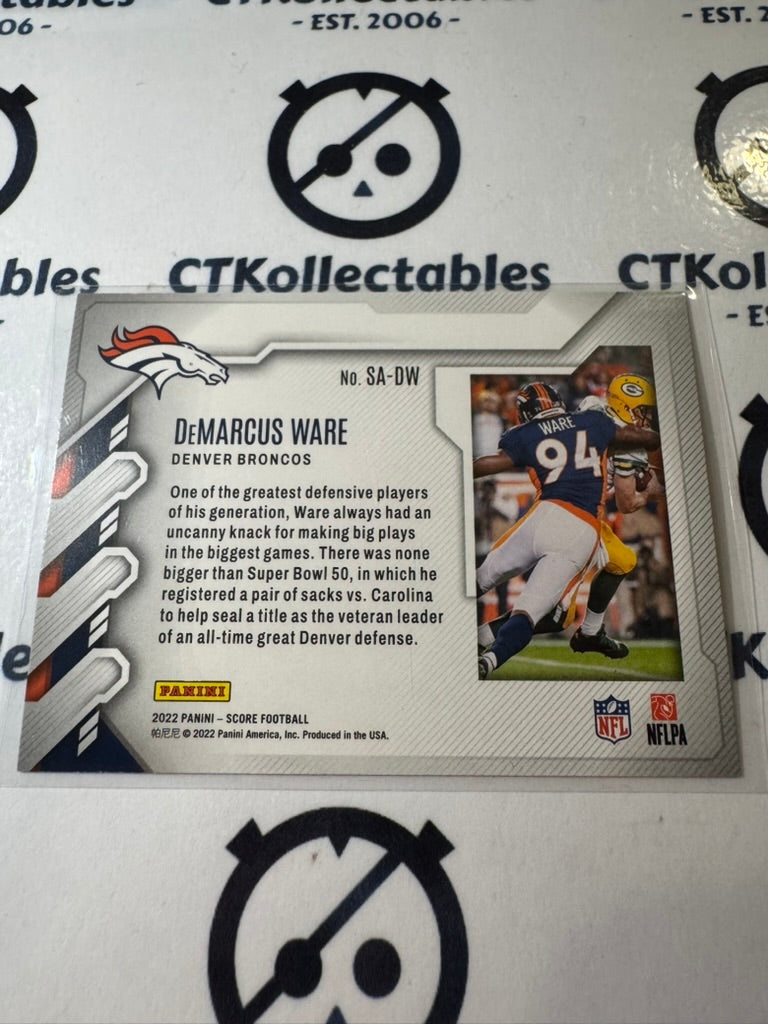 CTKollectables
06 -
- EST. 2006 -
- EST. 2
bles
CTKollectables
CTKol
- ES
No. SA-DW
DeMARCUS WARE
DENVER BRONCOS
One of the greatest defensive players
of his generation, Ware always had an
uncanny knack for making big plays
in the biggest games. There was none
bigger than Super Bowl 50, in which he
registered a pair of sacks vs. Carolina
to help seal a title as the veteran leader
of an all-time great Denver defense.
WARE
94
G
PANINI
2022 PANINI – SCORE FOOTBALL
帕尼尼 © 2022 Panini America, Inc. Produced in the USA.
NFL
NFLPA